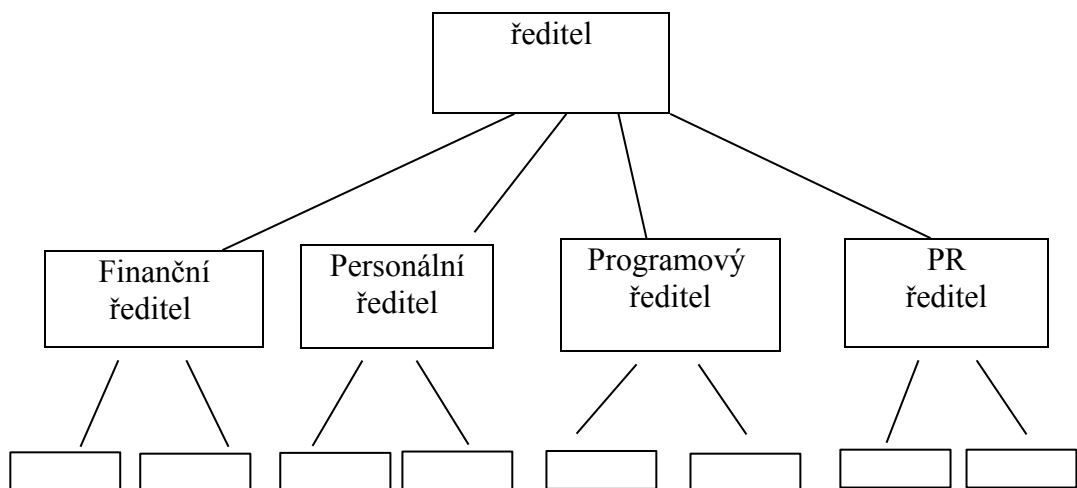 ředitel
Finanční
ředitel
Personální
ředitel
Programový
ředitel
PR
ředitel